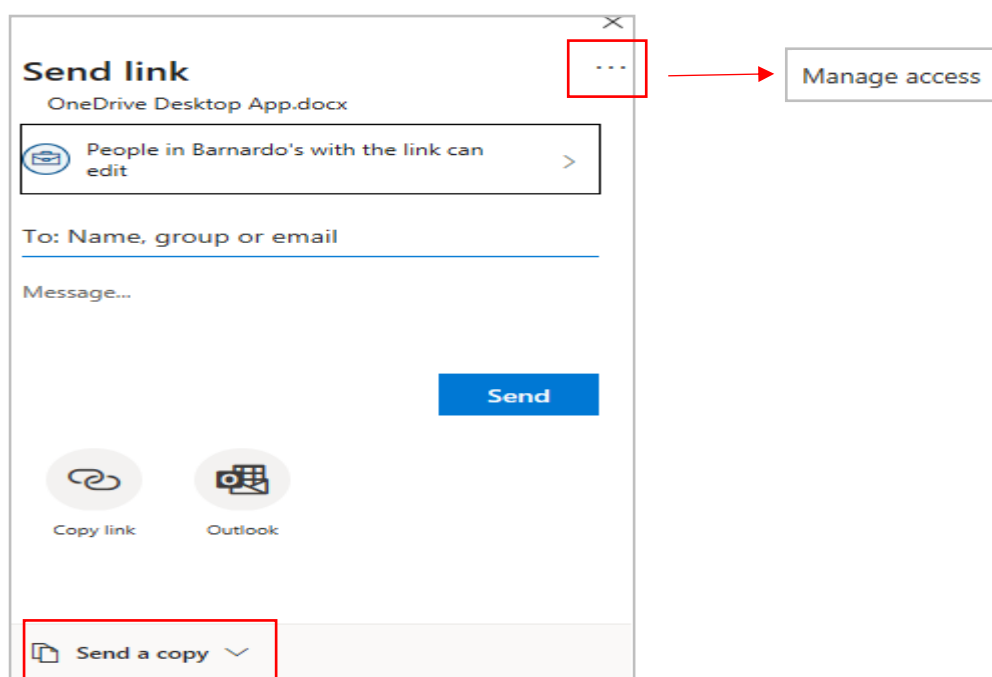 Send link
...
Manage access
OneDrive Desktop App.docx
People in Barnardo's with the link can
edit
To: Name, group or email
Message...
Send
Copy link
Outlook
Send a copy